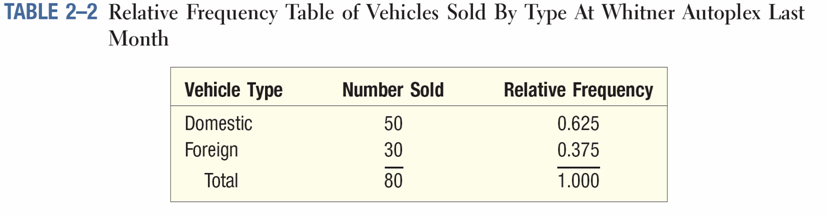 TABLE 2–2 Relative Frequency Table of Vehicles Sold By Type At Whitner Autoplex Last
Month
Vehicle Type Number Sold Relative Frequency
Domestic 50 0.625
Foreign 30 0.375
Total 80 1.000